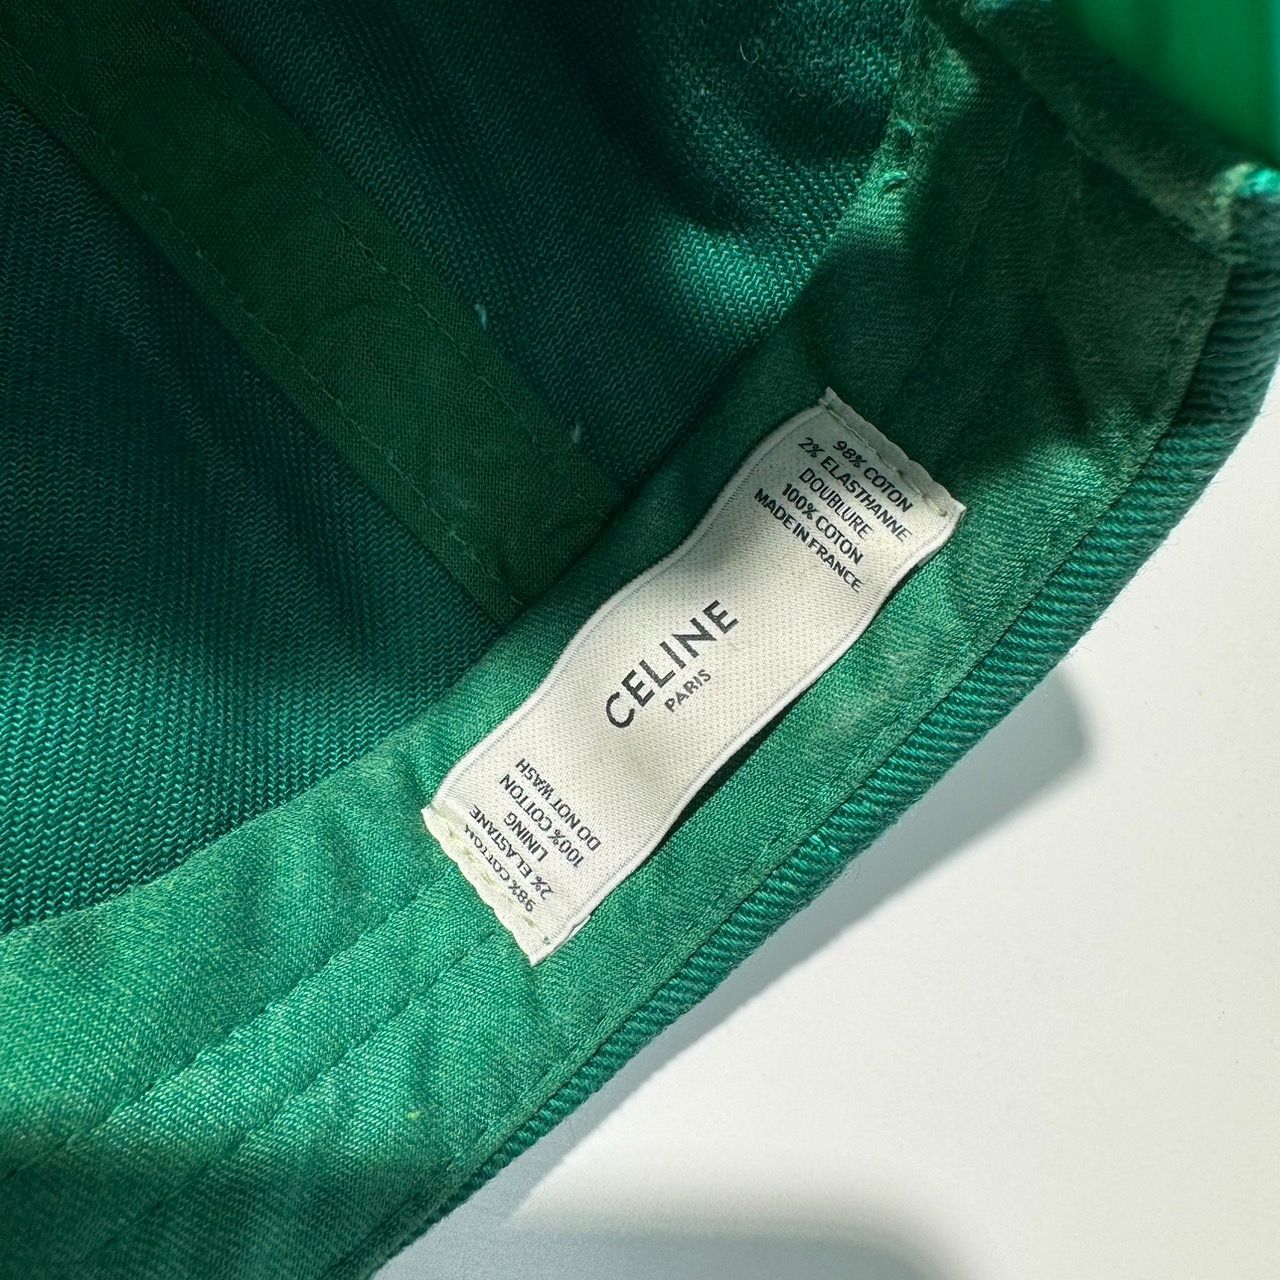 98% COTON
2% ELASTHANNE
DOUBLURE
100% COTON
MADE IN FRANCE
CELINE
PARIS
98% COTTON
2% ELASTANE
LINING
100% COTTON
DO NOT WASH